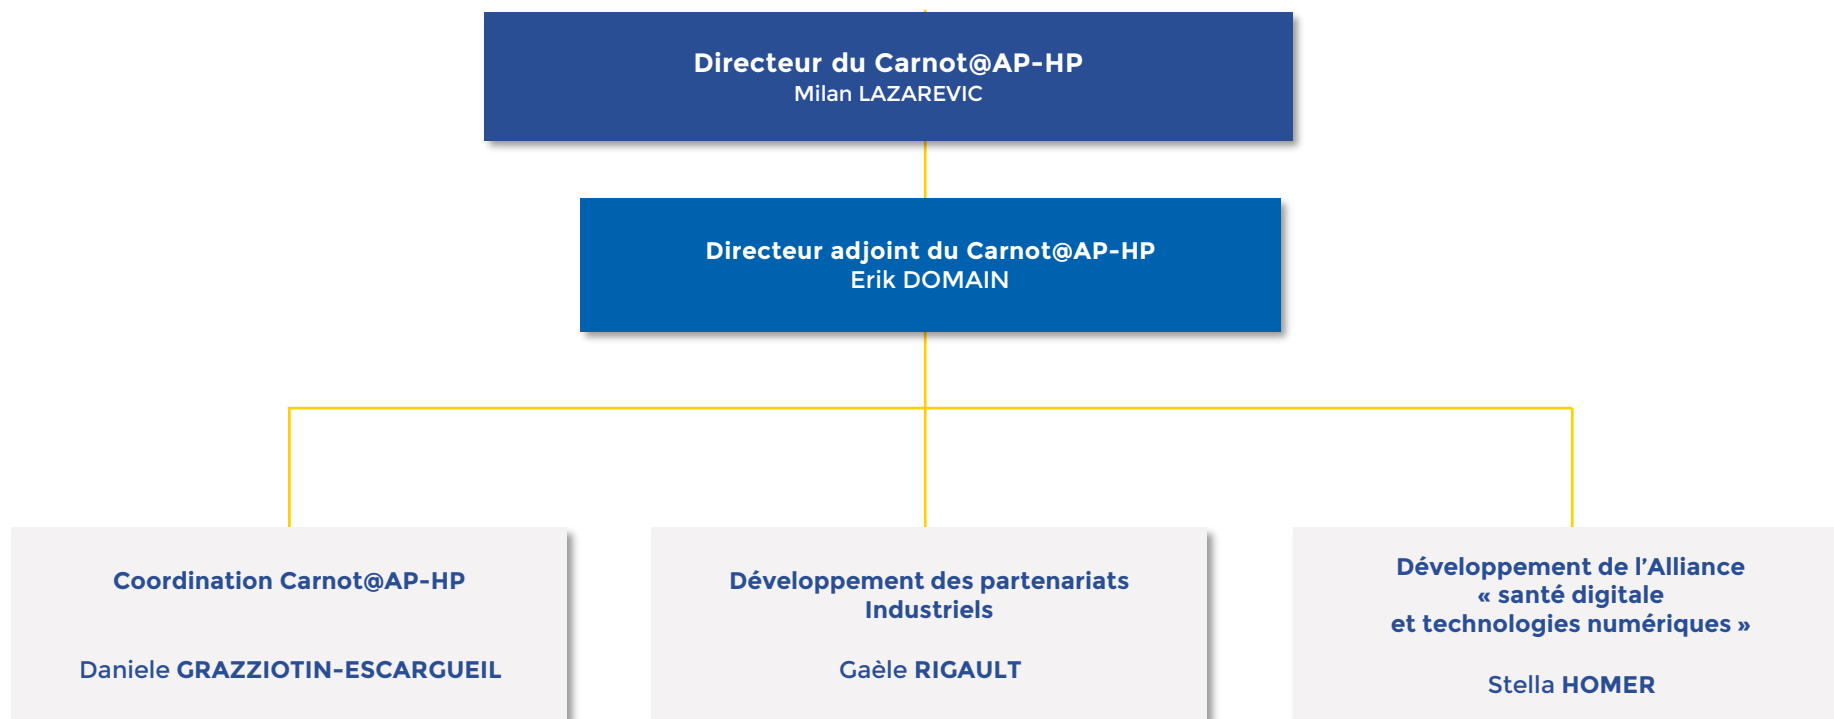 Directeur du Carnot@AP-HP
Milan LAZAREVIC
Directeur adjoint du Carnot@AP-HP
Erik DOMAIN
Coordination Carnot@AP-HP
Daniele GRAZZIOTIN-ESCARGUEIL
Développement des partenariats
Industriels
Gaèle RIGAULT
Développement de l’Alliance
« santé digitale
et technologies numériques »
Stella HOMER